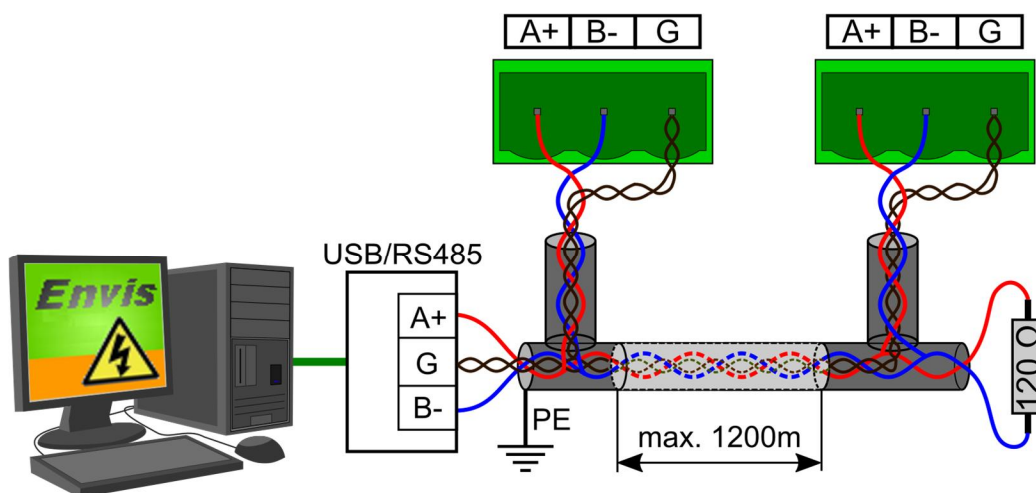 A+ B- G
A+ B- G
USB/RS485
Envis
A+
G
B-
PE
max. 1200m
120 Ω